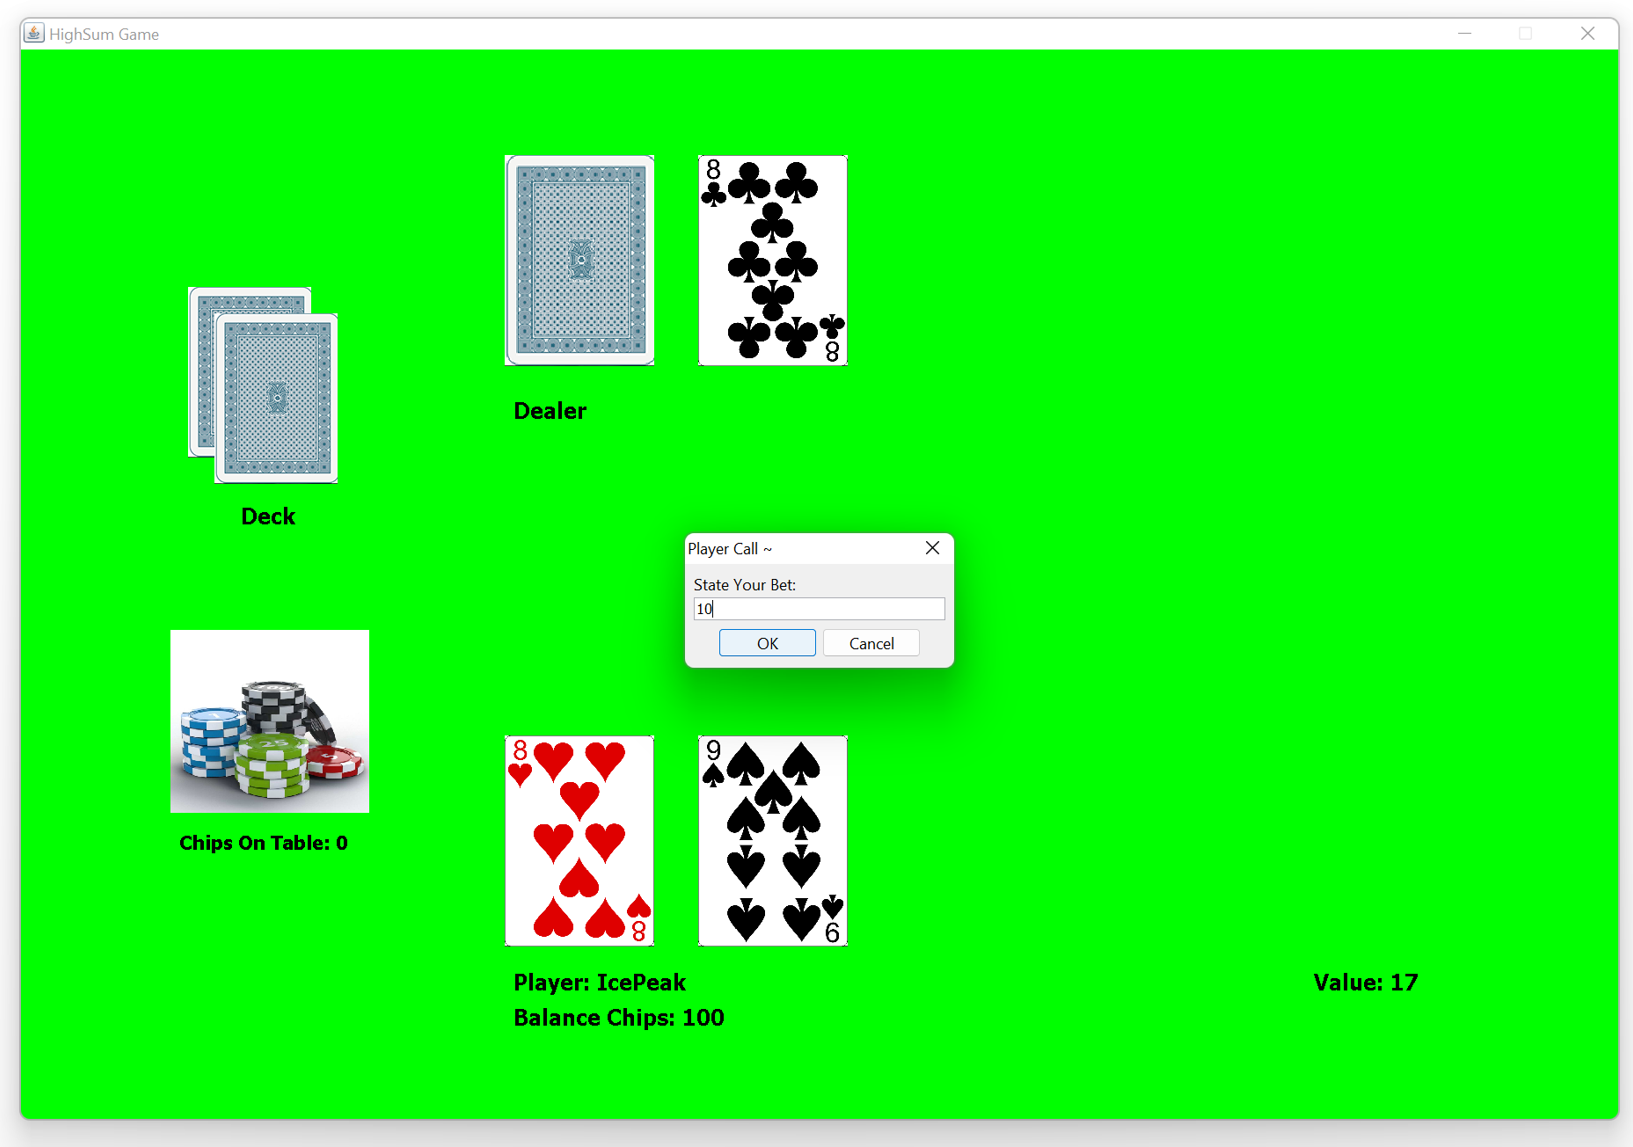 HighSum Game
8
8
Dealer
Deck
Player Call ~
State Your Bet:
10
OK
Cancel
Chips On Table: 0
8
8
9
9
Player: IcePeak
Value: 17
Balance Chips: 100